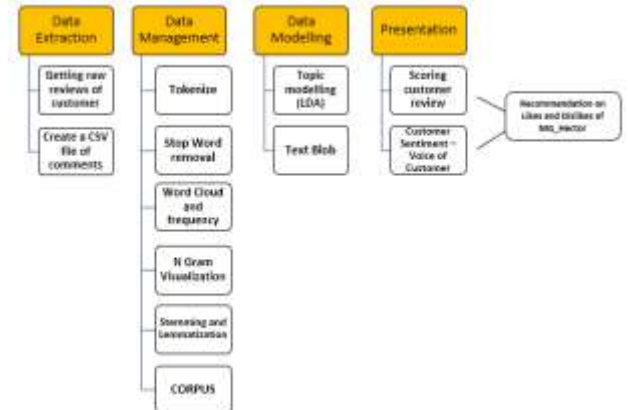 Data
Extraction
Getting raw
reviews of
customer
Create a CSV
file of
comments
Data
Management
Tokenize
Stop Word
removal
Word Cloud
and
frequency
N Gram
Visualization
Stemming and
Lemmatization
CORPUS
Data
Modelling
Topic
modelling
(LDA)
Text Blob
Presentation
Scoring
customer
review
Customer
Sentiment –
Voice of
Customer
Recommendation on
Likes and Dislikes of
MG_Hector